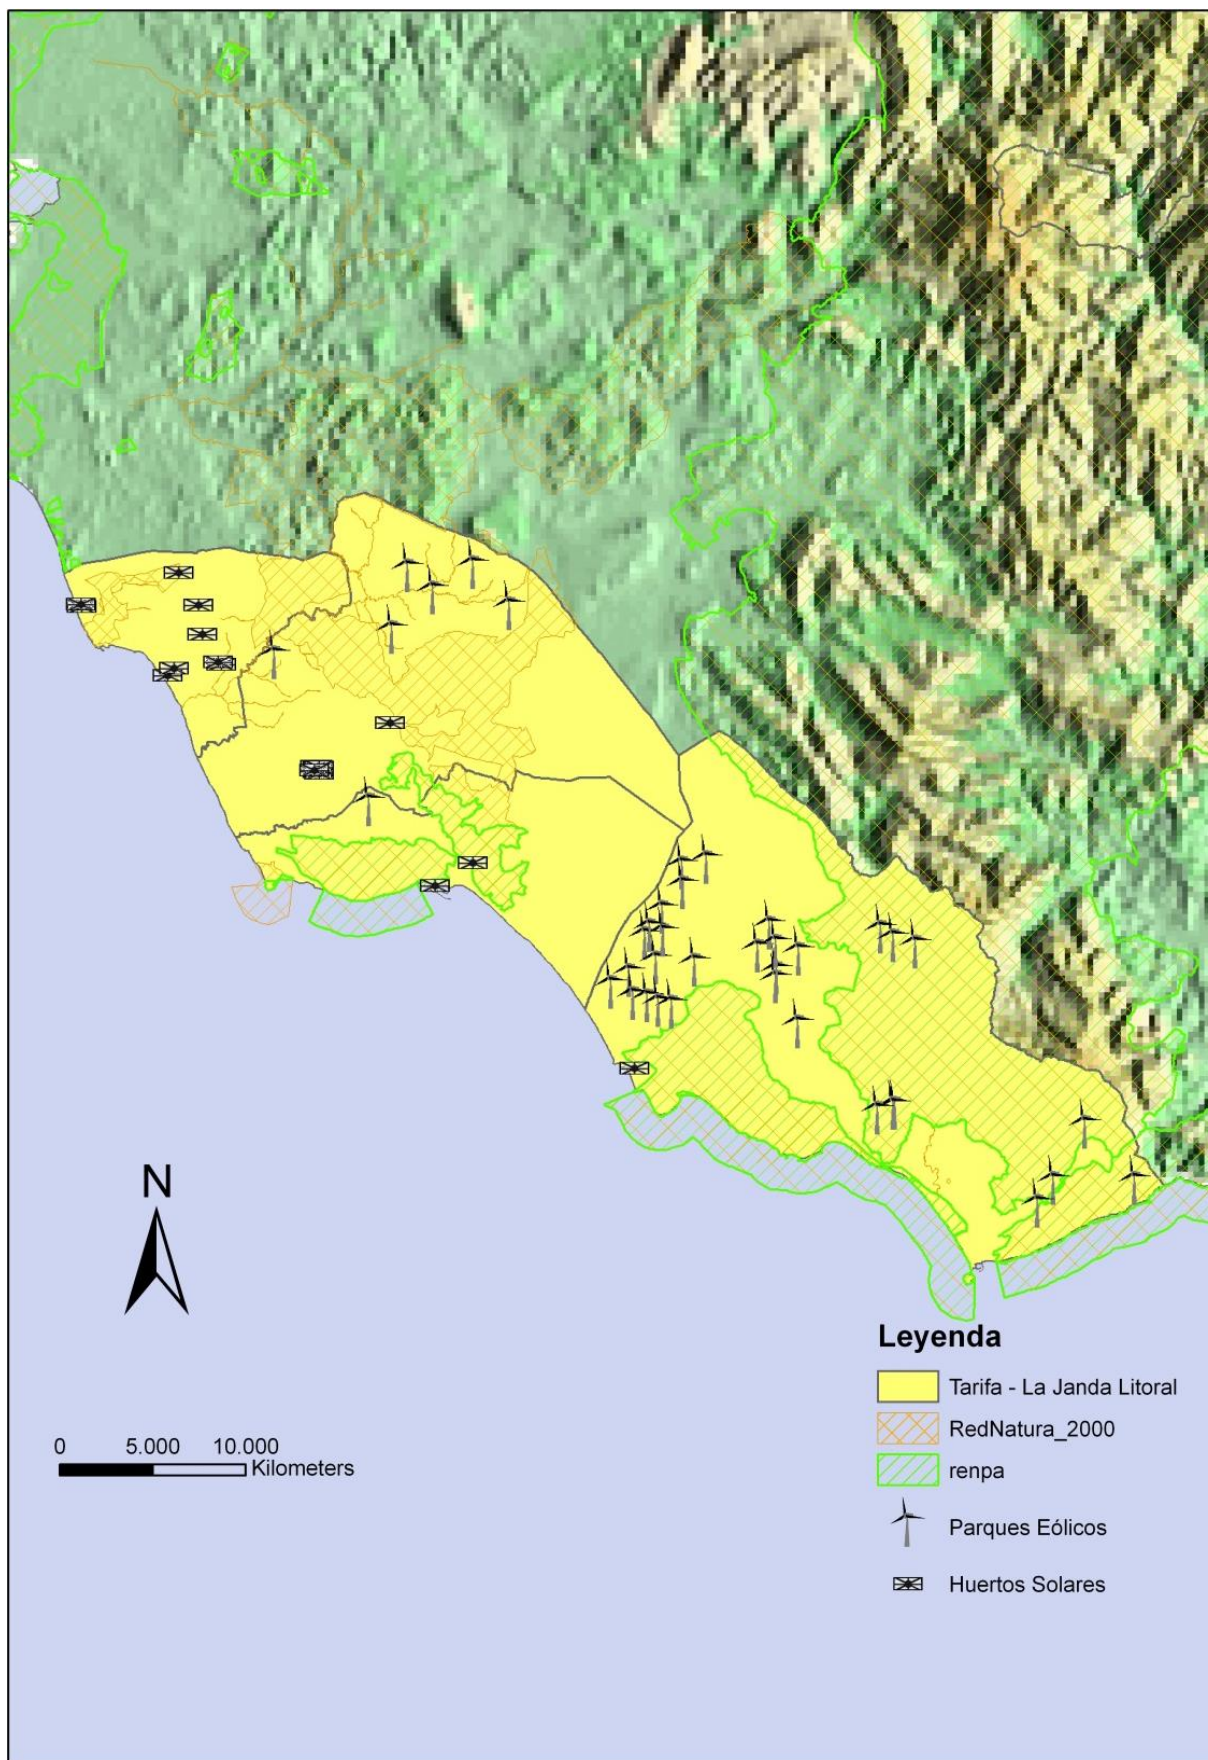 N
Leyenda
Tarifa - La Janda Litoral
RedNatura_2000
renpa
Parques Eólicos
Huertos Solares
0 5.000 10.000
Kilometers